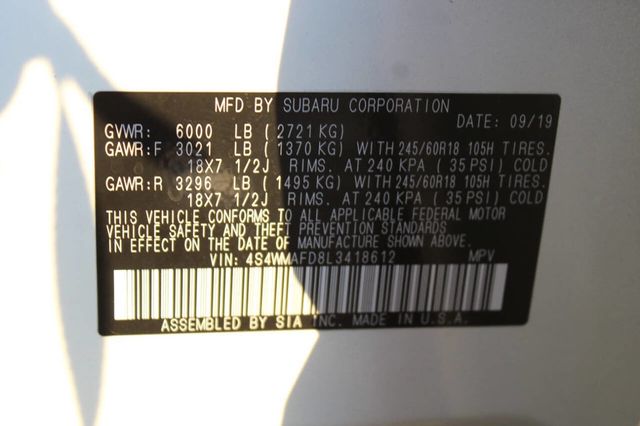 MFD BY SUBARU CORPORATION
DATE: 09/19
GVWR: 6000 LB (2721 KG)
GAWR:F 3021 LB (1370 KG) WITH 245/60R18 105H TIRES.
18X7 1/2J RIMS. AT 240 KPA (35 PSI) COLD
GAWR:R 3296 LB (1495 KG) WITH 245/60R18 105H TIRES.
18X7 1/2J RIMS. AT 240 KPA (35 PSI) COLD
THIS VEHICLE CONFORMS TO ALL APPLICABLE FEDERAL MOTOR
VEHICLE SAFETY AND THEFT PREVENTION STANDARDS
IN EFFECT ON THE DATE OF MANUFACTURE SHOWN ABOVE.
VIN: 4S4WMAFD8L3418612 MPV
ASSEMBLED BY SIA INC. MADE IN U.S.A.